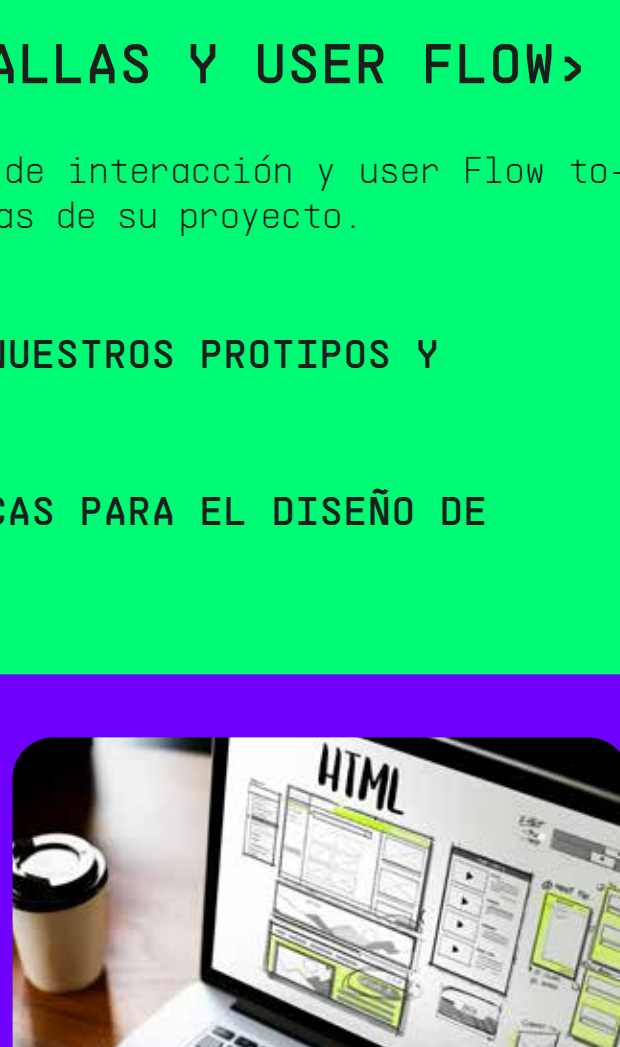 ALLAS Y USER FLOW>
de interacción y user Flow to-
as de su proyecto.
NUESTROS PROTIPOS Y
CAS PARA EL DISEÑO DE
HTML